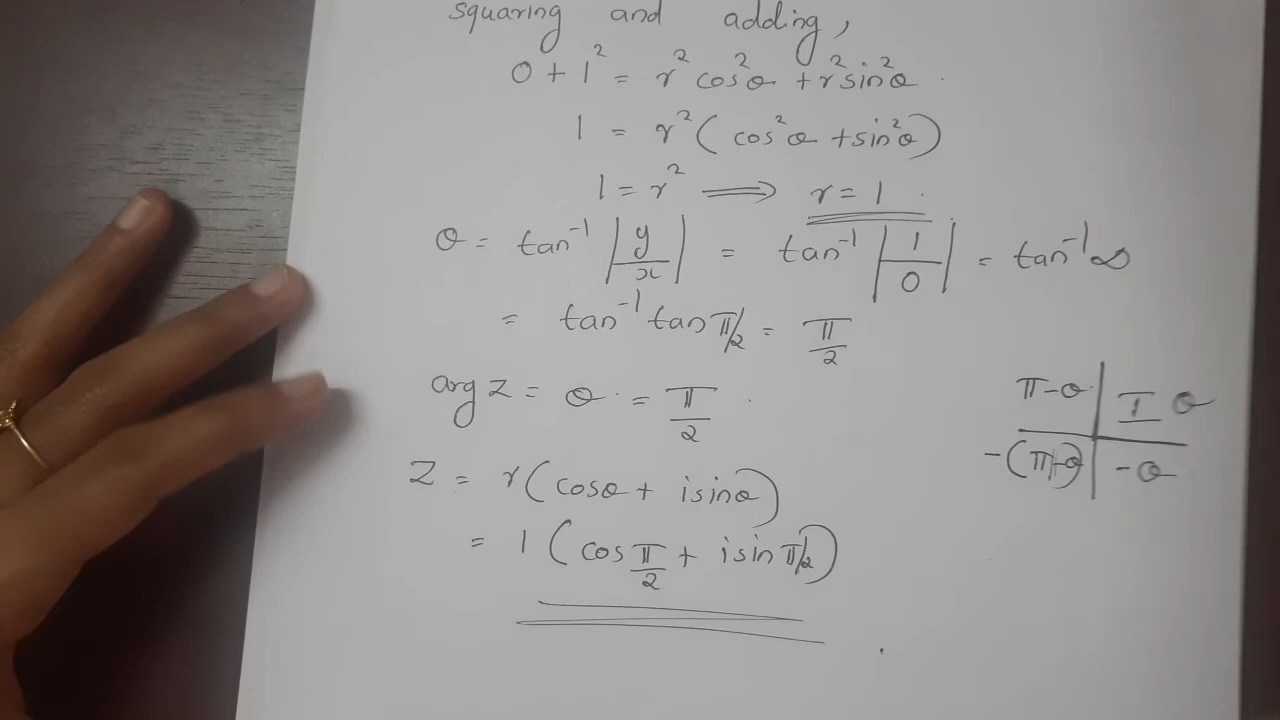 squaring and adding,
0 + 1² = r² cos²θ + r² sin²θ .
1 = r² ( cos²θ + sin²θ )
1 = r² ⟹ r = 1 .
θ = tan⁻¹ |y/x| = tan⁻¹ |1/0| = tan⁻¹ ∞
= tan⁻¹ tan π/2 = π/2
arg z = θ = π/2 .
π-θ I θ
-(π-θ) -θ
Z = r ( cosθ + i sinθ )
= 1 ( cos π/2 + i sin π/2 )